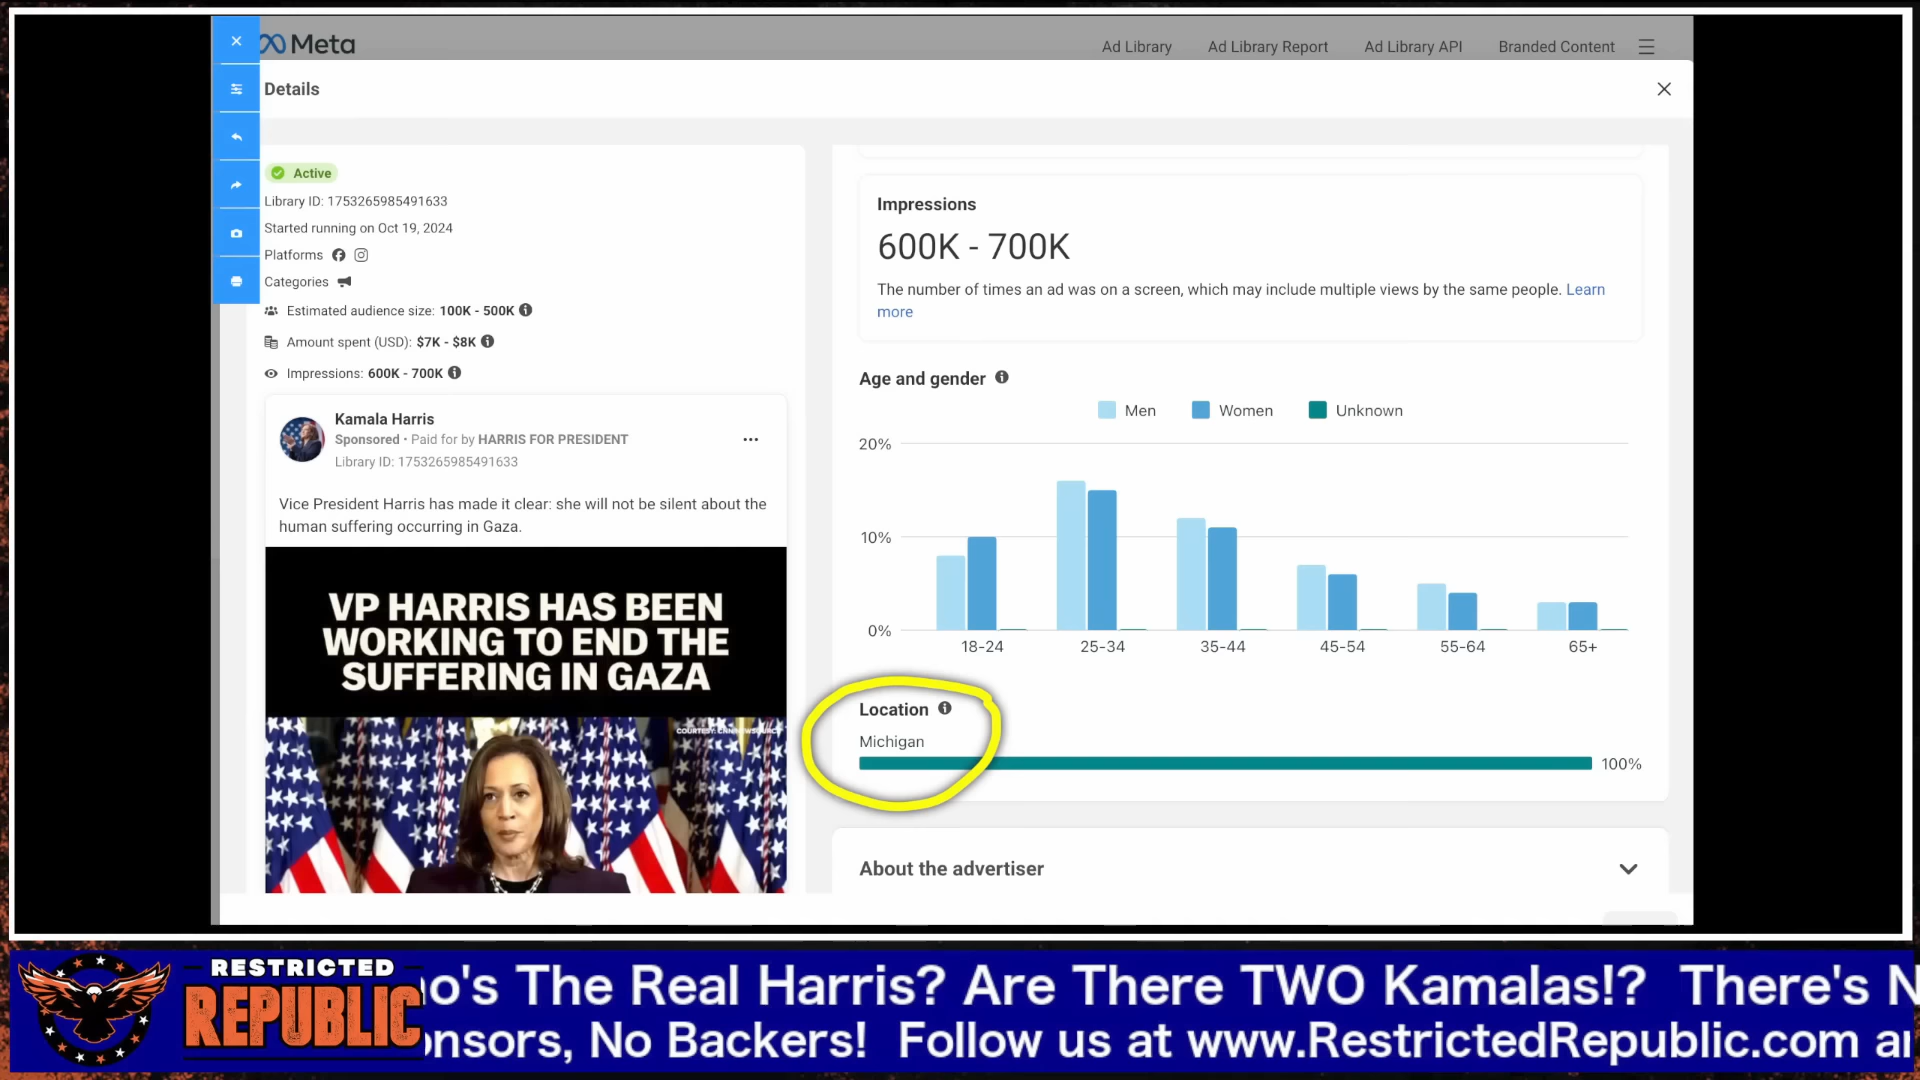 Meta
Ad Library
Ad Library Report
Ad Library API
Branded Content
Details
Active
Library ID: 1753265985491633
Started running on Oct 19, 2024
Platforms
Categories
Estimated audience size: 100K - 500K
Amount spent (USD): $7K - $8K
Impressions: 600K - 700K
Kamala Harris
Sponsored • Paid for by HARRIS FOR PRESIDENT
Library ID: 1753265985491633
Vice President Harris has made it clear: she will not be silent about the
human suffering occurring in Gaza.
VP HARRIS HAS BEEN
WORKING TO END THE
SUFFERING IN GAZA
Impressions
600K - 700K
The number of times an ad was on a screen, which may include multiple views by the same people. Learn
more
Age and gender
Men
Women
Unknown
20%
10%
0%
18-24
25-34
35-44
45-54
55-64
65+
Location
Michigan
100%
About the advertiser
RESTRICTED
REPUBLIC
o's The Real Harris? Are There TWO Kamalas!? There's N
onsors, No Backers! Follow us at www.RestrictedRepublic.com a